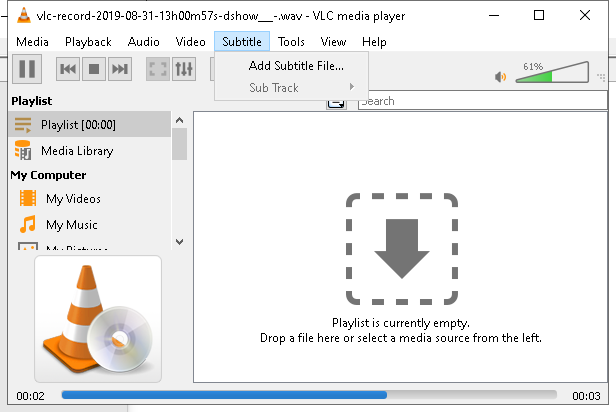 vlc-record-2019-08-31-13h00m57s-dshow___-.wav - VLC media player
Media Playback Audio Video Subtitle Tools View Help
Add Subtitle File...
Sub Track
61%
Playlist
Search
Playlist [00:00]
Media Library
My Computer
My Videos
My Music
My Pictures
Playlist is currently empty.
Drop a file here or select a media source from the left.
00:02
00:03